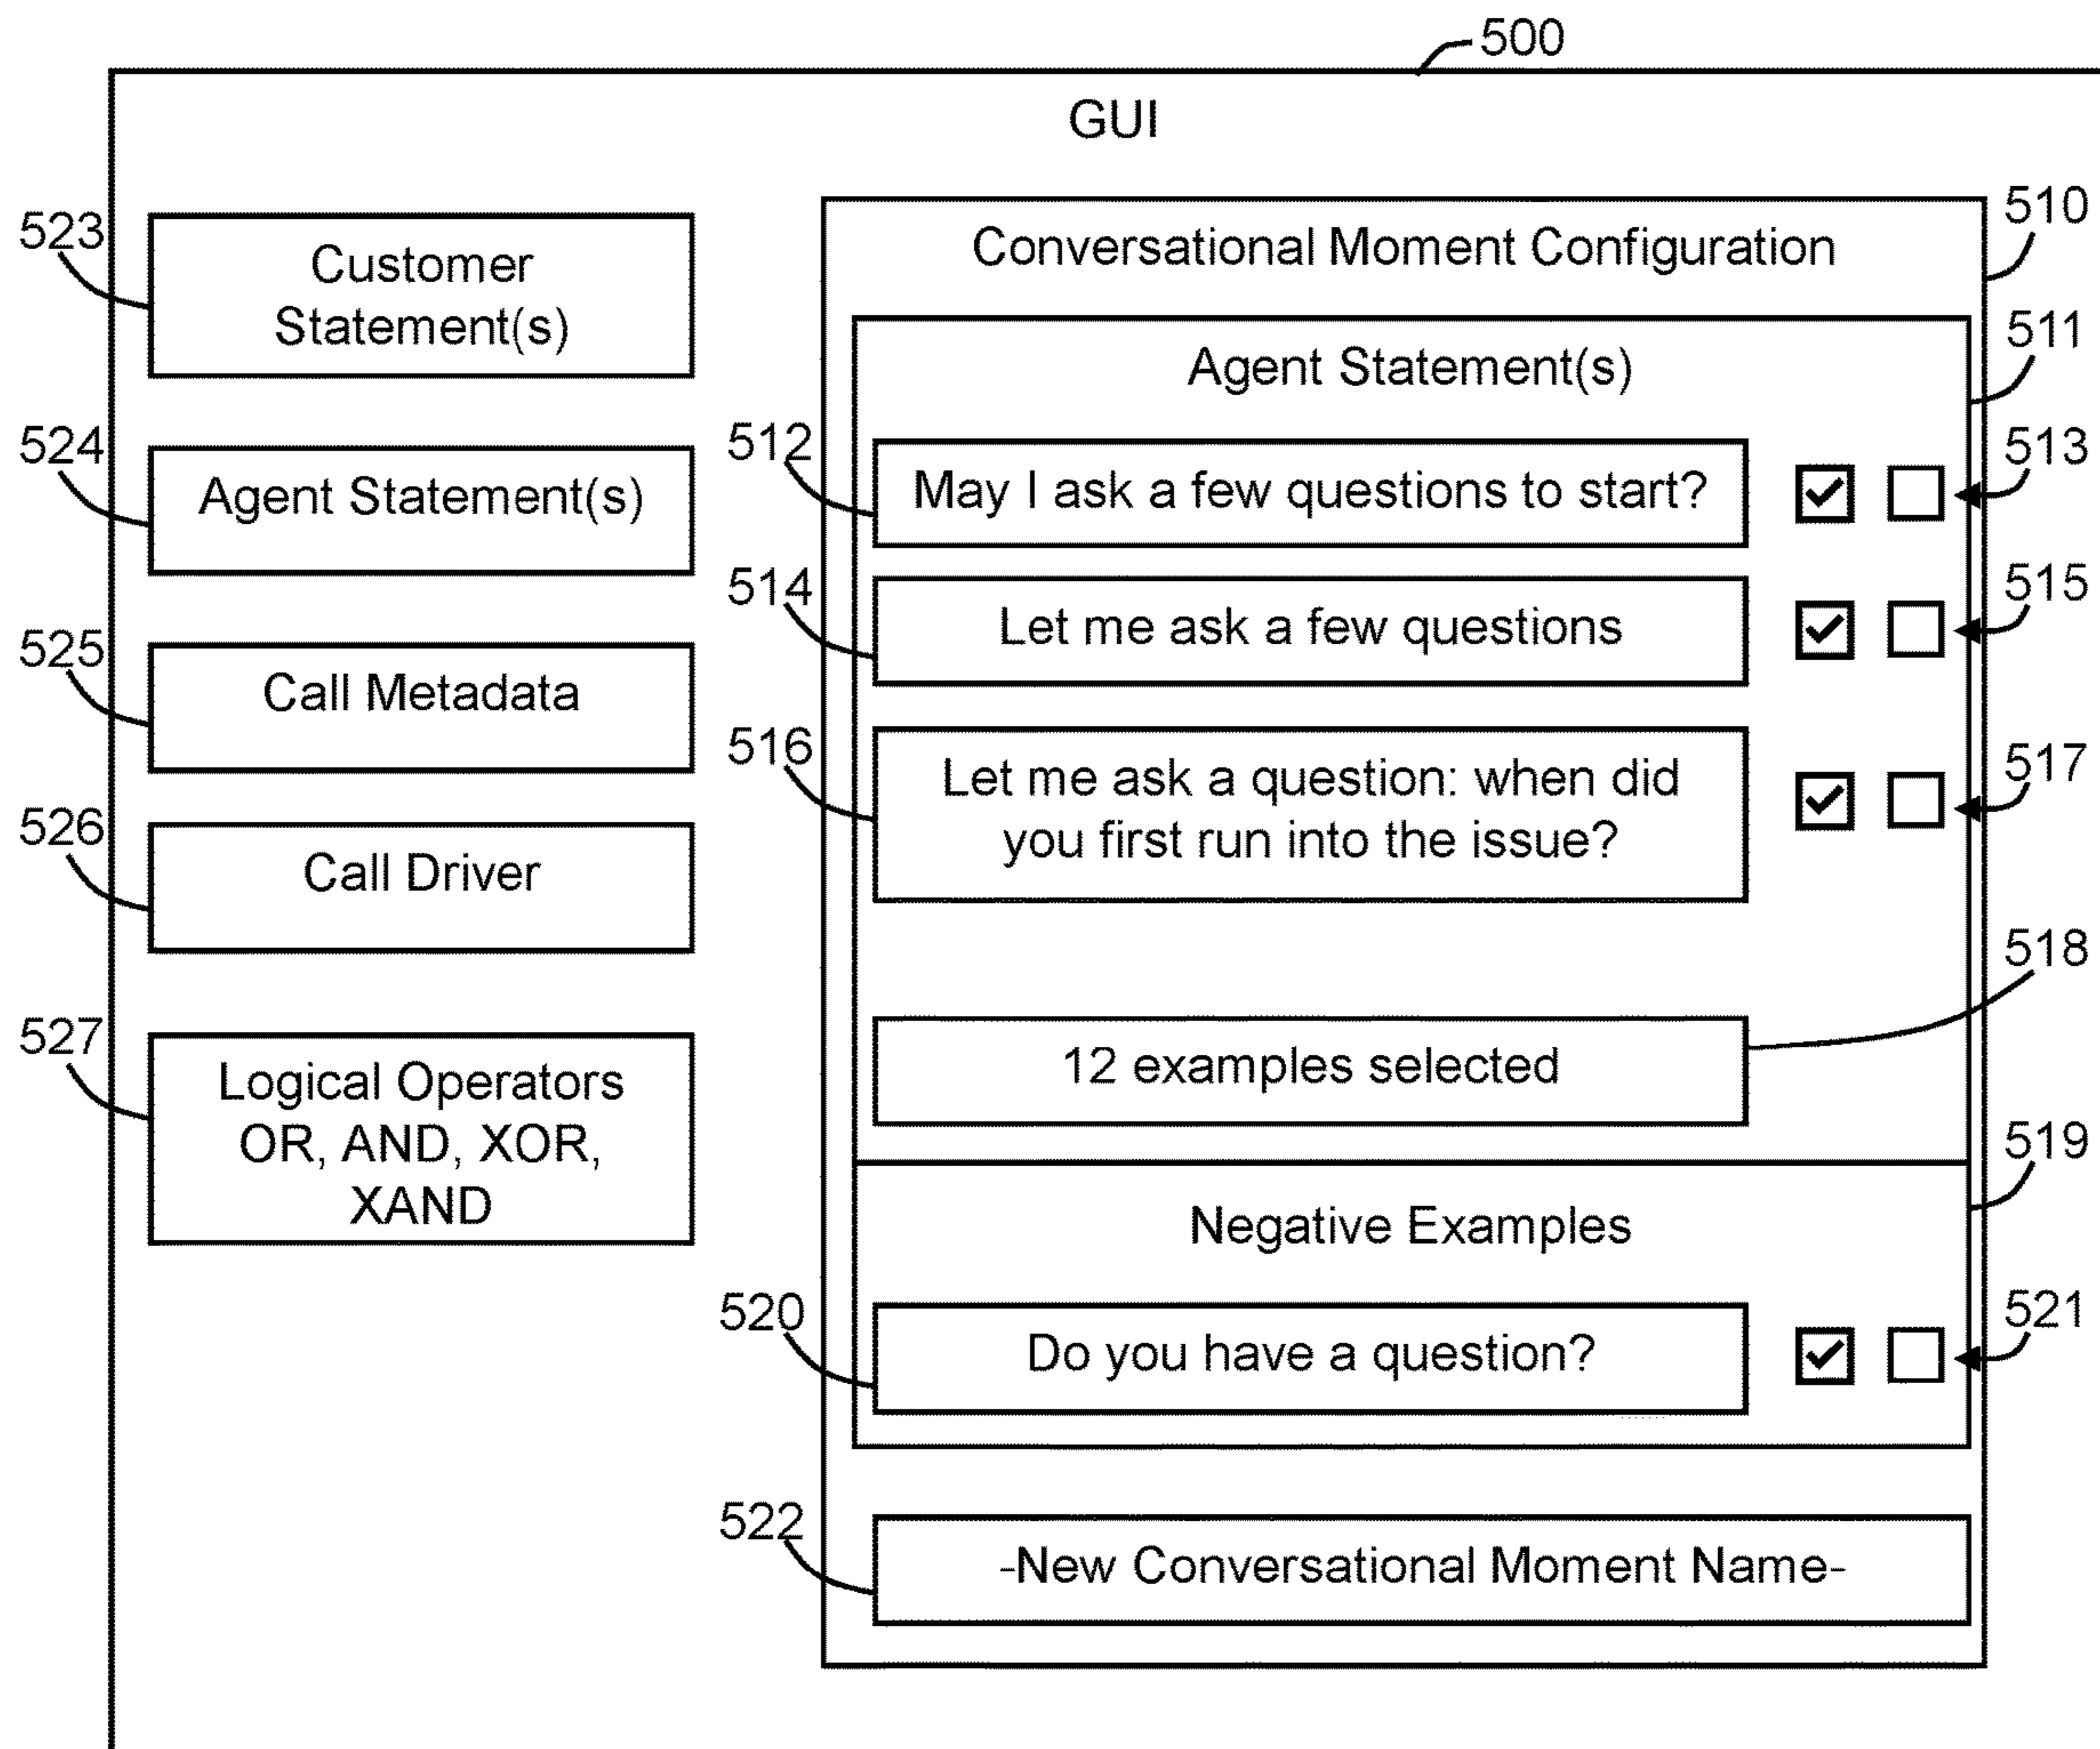 500
GUI
523
Customer
Statement(s)
524
Agent Statement(s)
525
Call Metadata
526
Call Driver
527
Logical Operators
OR, AND, XOR,
XAND
510
Conversational Moment Configuration
511
Agent Statement(s)
512
May I ask a few questions to start?
513
514
Let me ask a few questions
515
516
Let me ask a question: when did
you first run into the issue?
517
518
12 examples selected
519
Negative Examples
520
Do you have a question?
521
522
-New Conversational Moment Name-